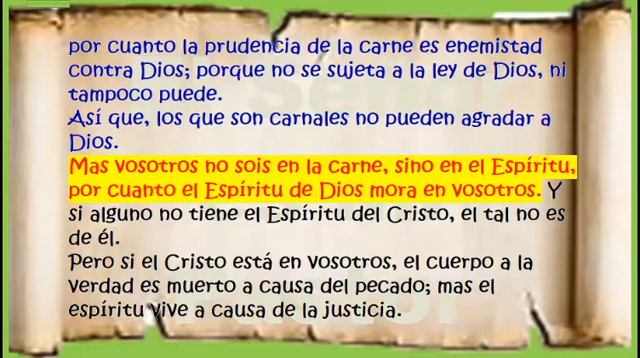 por cuanto la prudencia de la carne es enemistad
contra Dios; porque no se sujeta a la ley de Dios, ni
tampoco puede.
Así que, los que son carnales no pueden agradar a
Dios.
Mas vosotros no sois en la carne, sino en el Espíritu,
por cuanto el Espíritu de Dios mora en vosotros. Y
si alguno no tiene el Espíritu del Cristo, el tal no es
de él.
Pero si el Cristo está en vosotros, el cuerpo a la
verdad es muerto a causa del pecado; mas el
espíritu vive a causa de la justicia.